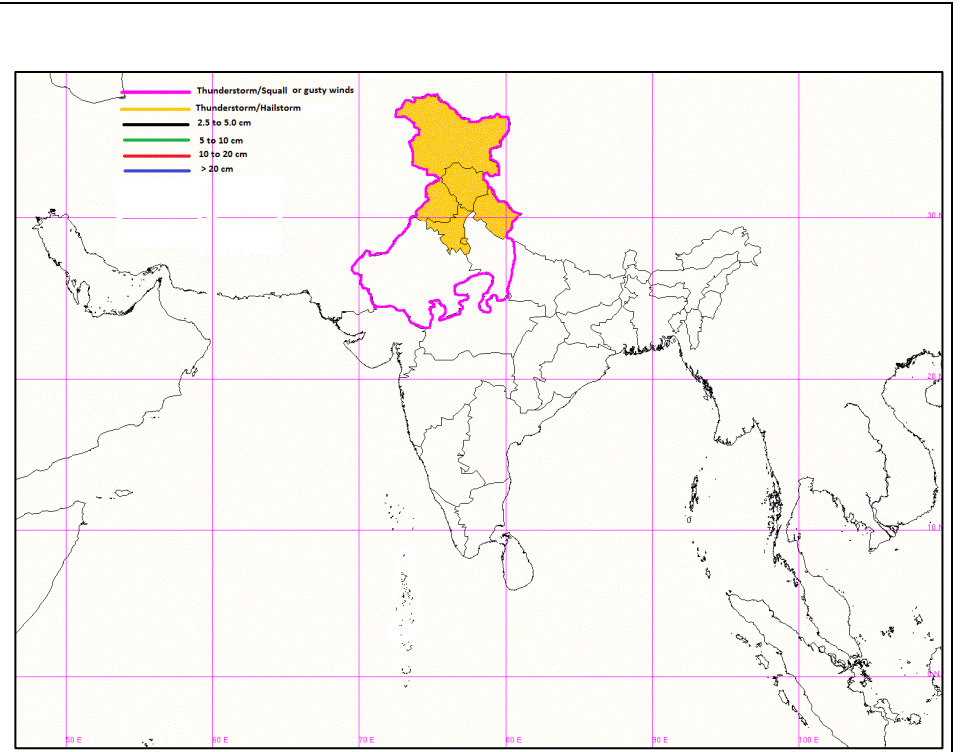 Thunderstorm/Squall or gusty winds
Thunderstorm/Hailstorm
2.5 to 5.0 cm
5 to 10 cm
10 to 20 cm
> 20 cm
30 N
20 N
10 N
50 E 60 E 70 E 80 E 90 E 100 E